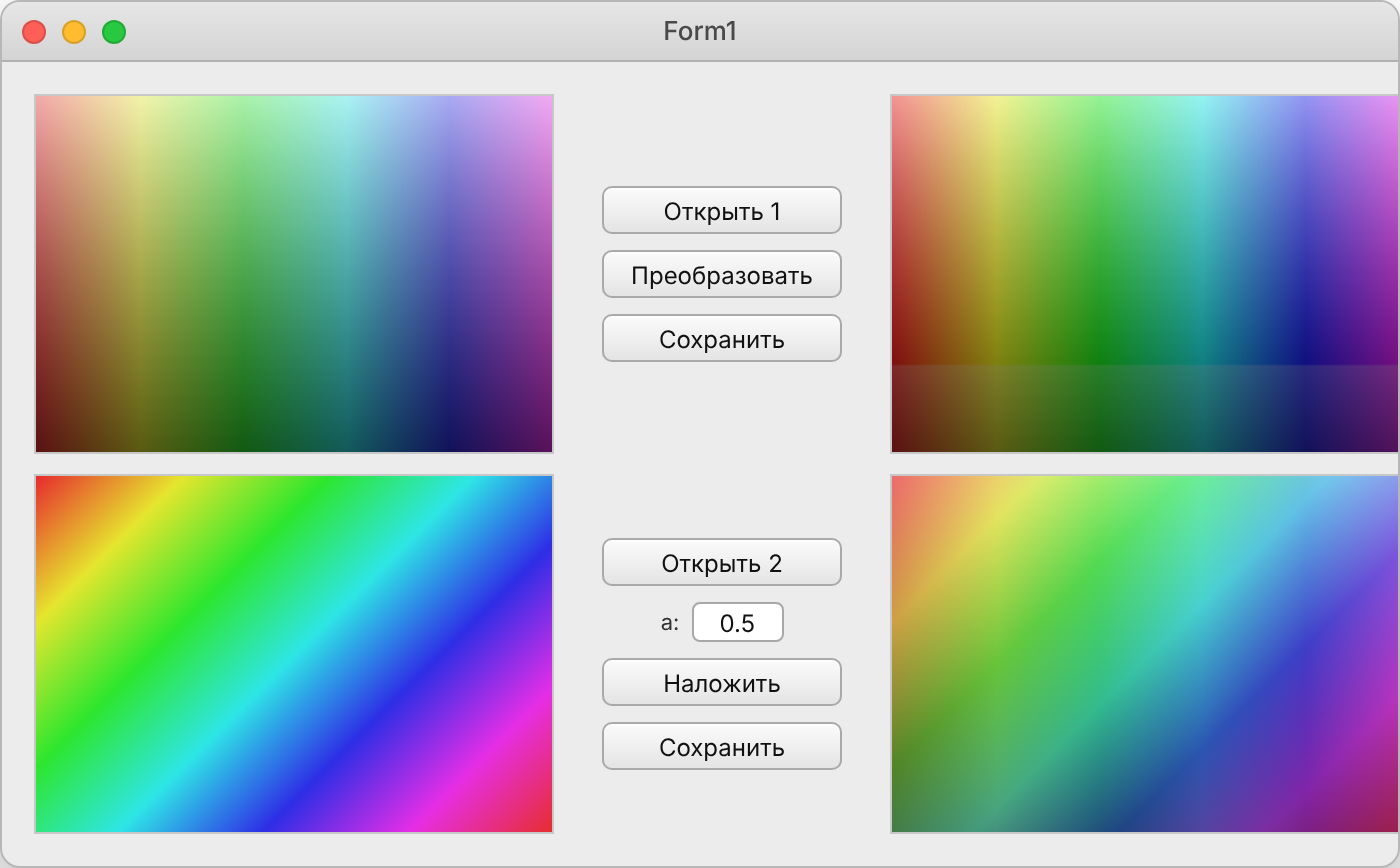 Form1
Открыть 1
Преобразовать
Сохранить
Открыть 2
a: 0.5
Наложить
Сохранить